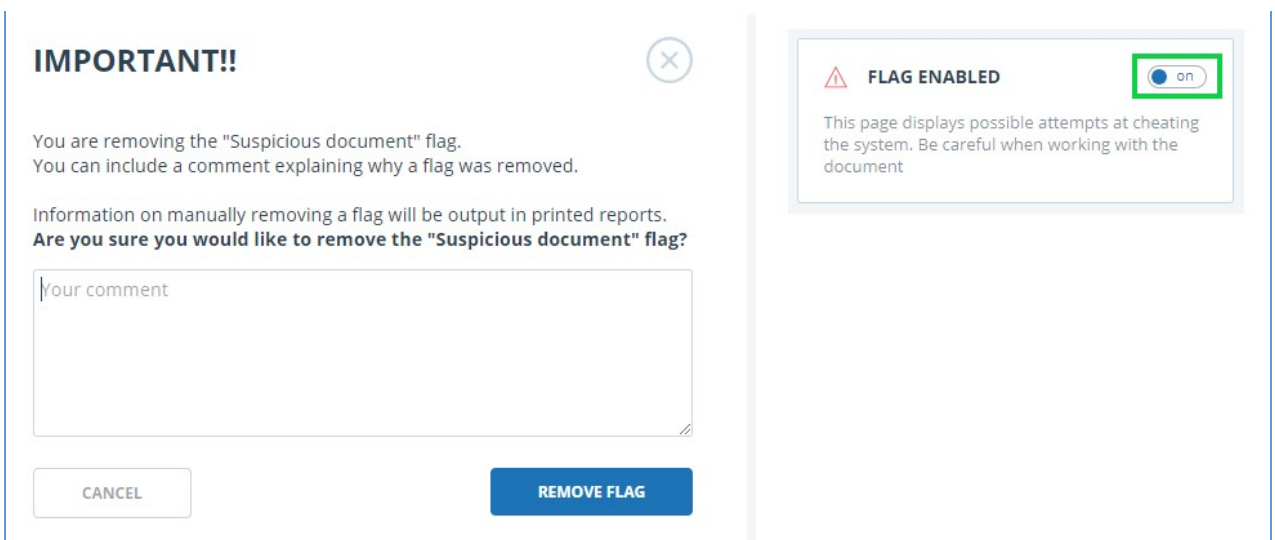 IMPORTANT!!
You are removing the "Suspicious document" flag.
You can include a comment explaining why a flag was removed.
Information on manually removing a flag will be output in printed reports.
Are you sure you would like to remove the "Suspicious document" flag?
Your comment
CANCEL
REMOVE FLAG
FLAG ENABLED
on
This page displays possible attempts at cheating
the system. Be careful when working with the
document